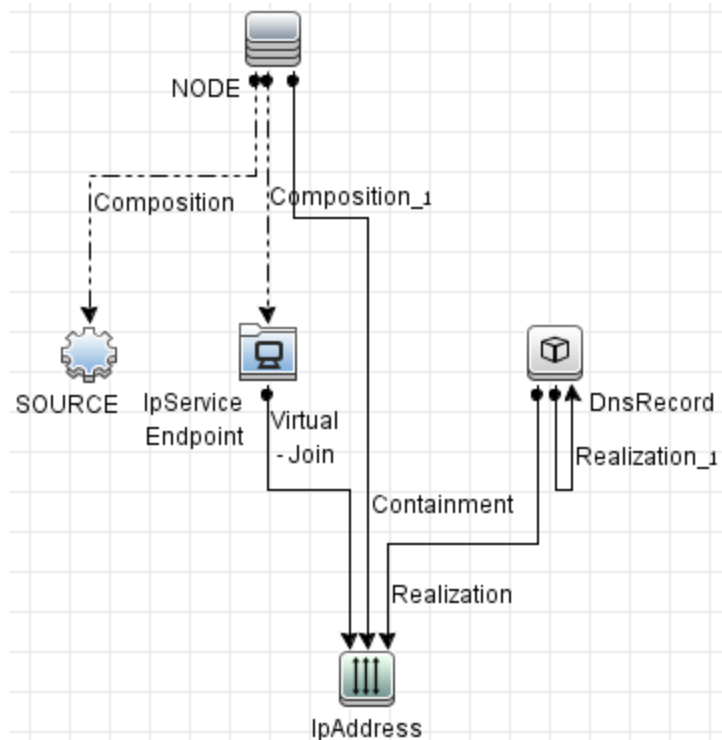 NODE
Composition
Composition_1
SOURCE
IpService
Endpoint
Virtual
- Join
DnsRecord
Realization_1
Containment
Realization
IpAddress